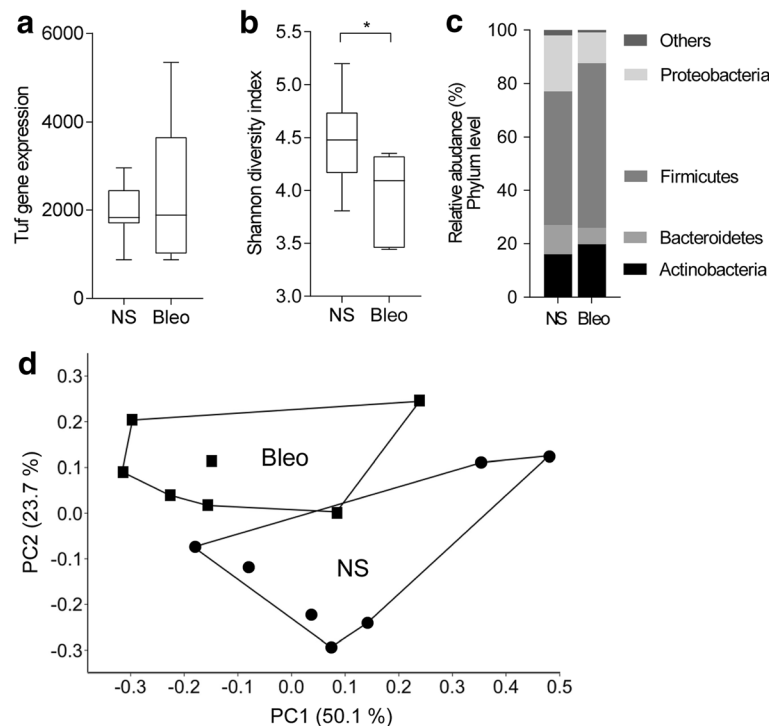 a
6000
4000
2000
0
Tuf gene expression
NS Bleo
b
*
5.5
5.0
4.5
4.0
3.5
3.0
Shannon diversity index
NS Bleo
c
100
80
60
40
20
0
Relative abudance (%)
Phylum level
NS Bleo
Others
Proteobacteria
Firmicutes
Bacteroidetes
Actinobacteria
d
0.3
0.2
0.1
0.0
-0.1
-0.2
-0.3
PC2 (23.7 %)
Bleo
NS
-0.3 -0.2 -0.1 0.0 0.1 0.2 0.3 0.4 0.5
PC1 (50.1 %)